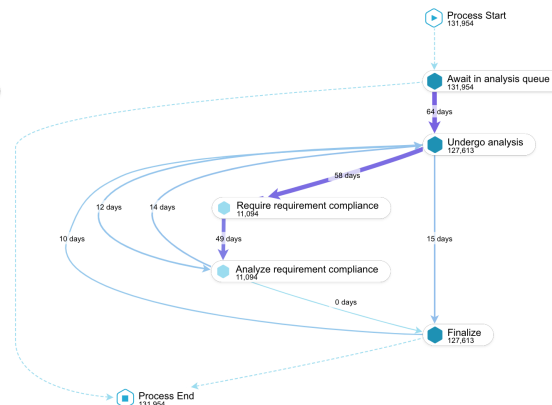 Process Start
131,954
Await in analysis queue
131,954
64 days
Undergo analysis
127,613
58 days
Require requirement compliance
11,094
12 days
14 days
10 days
49 days
15 days
Analyze requirement compliance
11,094
0 days
Finalize
127,613
Process End
131,954